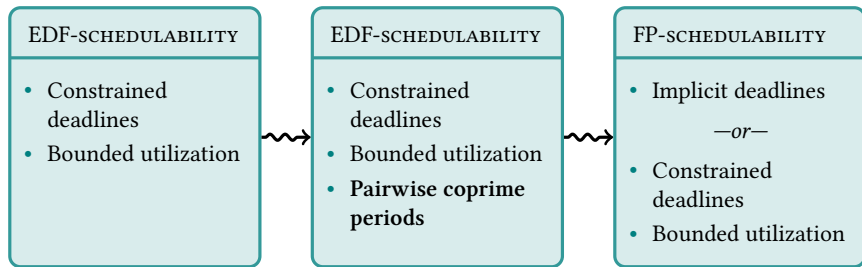 EDF-SCHEDULABILITY
• Constrained
deadlines
• Bounded utilization
EDF-SCHEDULABILITY
• Constrained
deadlines
• Bounded utilization
• Pairwise coprime
periods
FP-SCHEDULABILITY
• Implicit deadlines
—or—
• Constrained
deadlines
• Bounded utilization